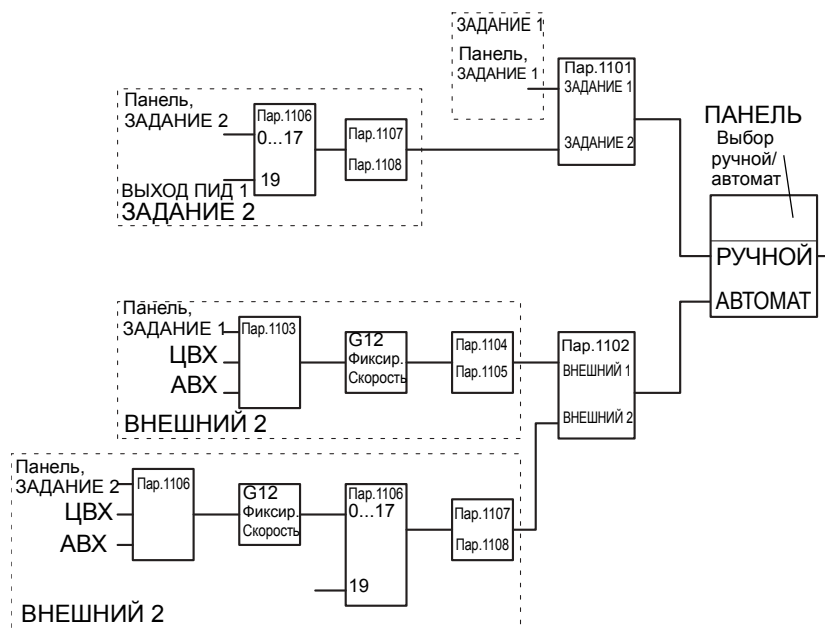 ЗАДАНИЕ 1
Панель,
ЗАДАНИЕ 1
Пар.1101
ЗАДАНИЕ 1
ЗАДАНИЕ 2
Панель,
ЗАДАНИЕ 2
Пар.1106
0...17
19
Пар.1107
Пар.1108
ВЫХОД ПИД 1
ЗАДАНИЕ 2
ПАНЕЛЬ
Выбор
ручной/
автомат
РУЧНОЙ
АВТОМАТ
Панель,
ЗАДАНИЕ 1
ЦВХ
АВХ
Пар.1103
G12
Фиксир.
Скорость
Пар.1104
Пар.1105
ВНЕШНИЙ 2
Пар.1102
ВНЕШНИЙ 1
ВНЕШНИЙ 2
Панель,
ЗАДАНИЕ 2
ЦВХ
АВХ
Пар.1106
G12
Фиксир.
Скорость
Пар.1106
0...17
19
Пар.1107
Пар.1108
ВНЕШНИЙ 2